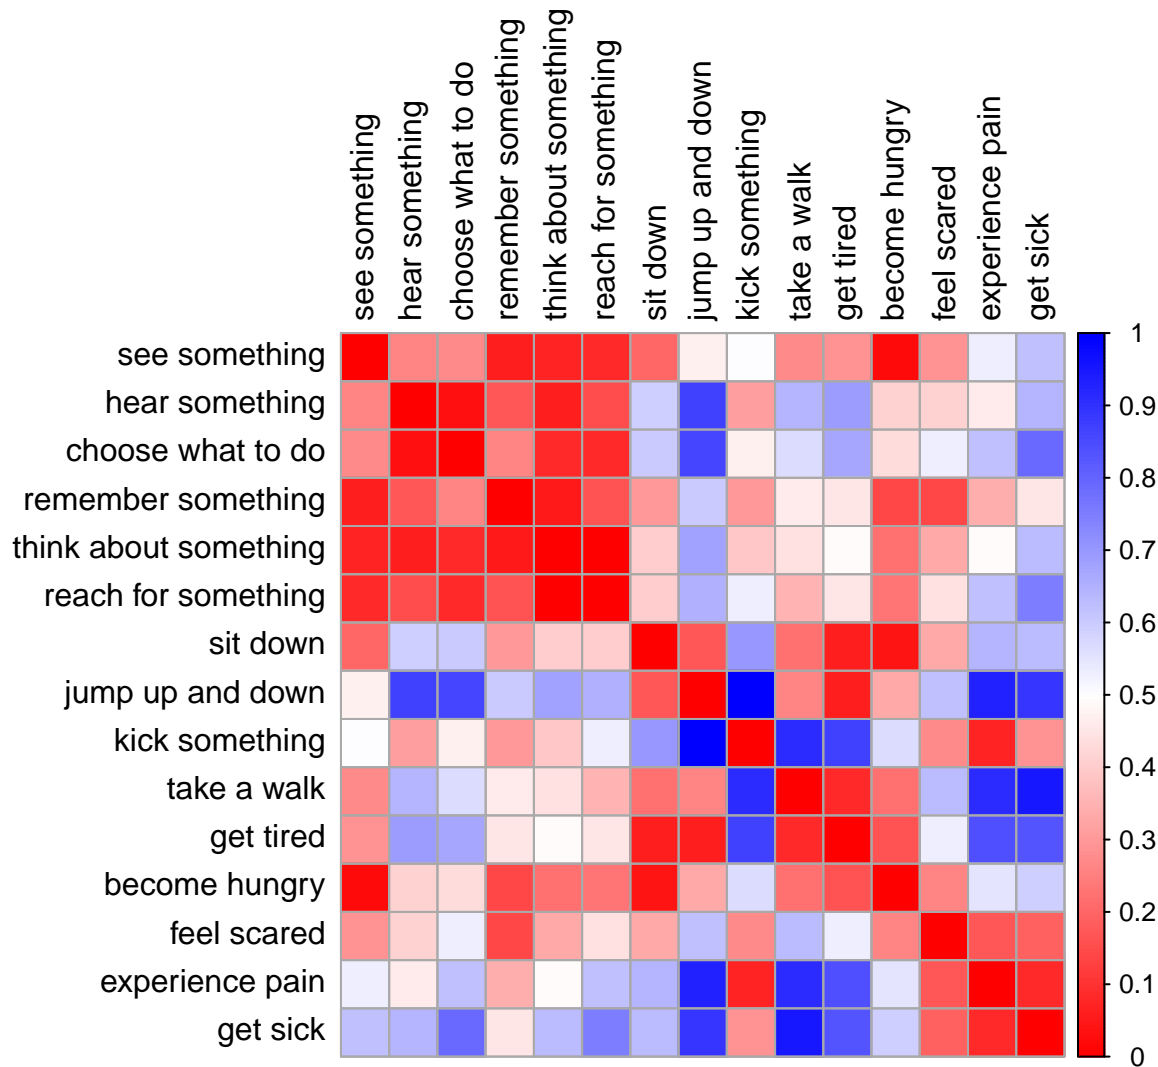 see something
hear something
choose what to do
remember something
think about something
reach for something
sit down
jump up and down
kick something
take a walk
get tired
become hungry
feel scared
experience pain
get sick
see something
hear something
choose what to do
remember something
think about something
reach for something
sit down
jump up and down
kick something
take a walk
get tired
become hungry
feel scared
experience pain
get sick
1
0.9
0.8
0.7
0.6
0.5
0.4
0.3
0.2
0.1
0